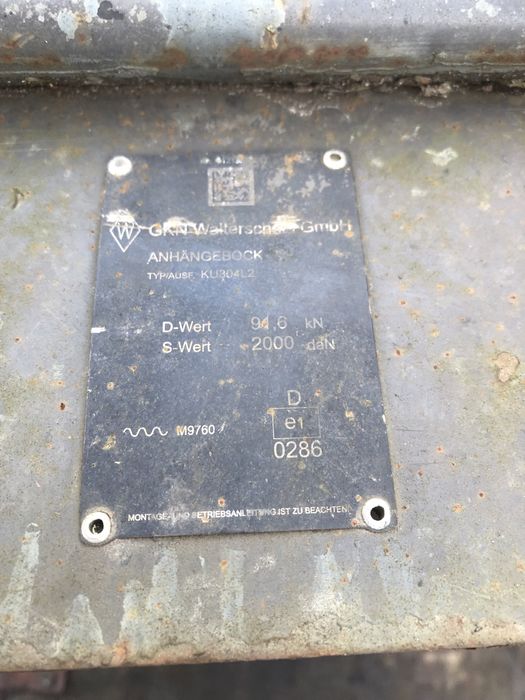 GKN Walterscheid GmbH
ANHÄNGEBOCK
TYP/AUSF. KU304L2
D-Wert 91,6 kN
S-Wert 2000 daN
D
M9760 e1
0286
MONTAGE- UND BETRIEBSANLEITUNG IST ZU BEACHTEN!